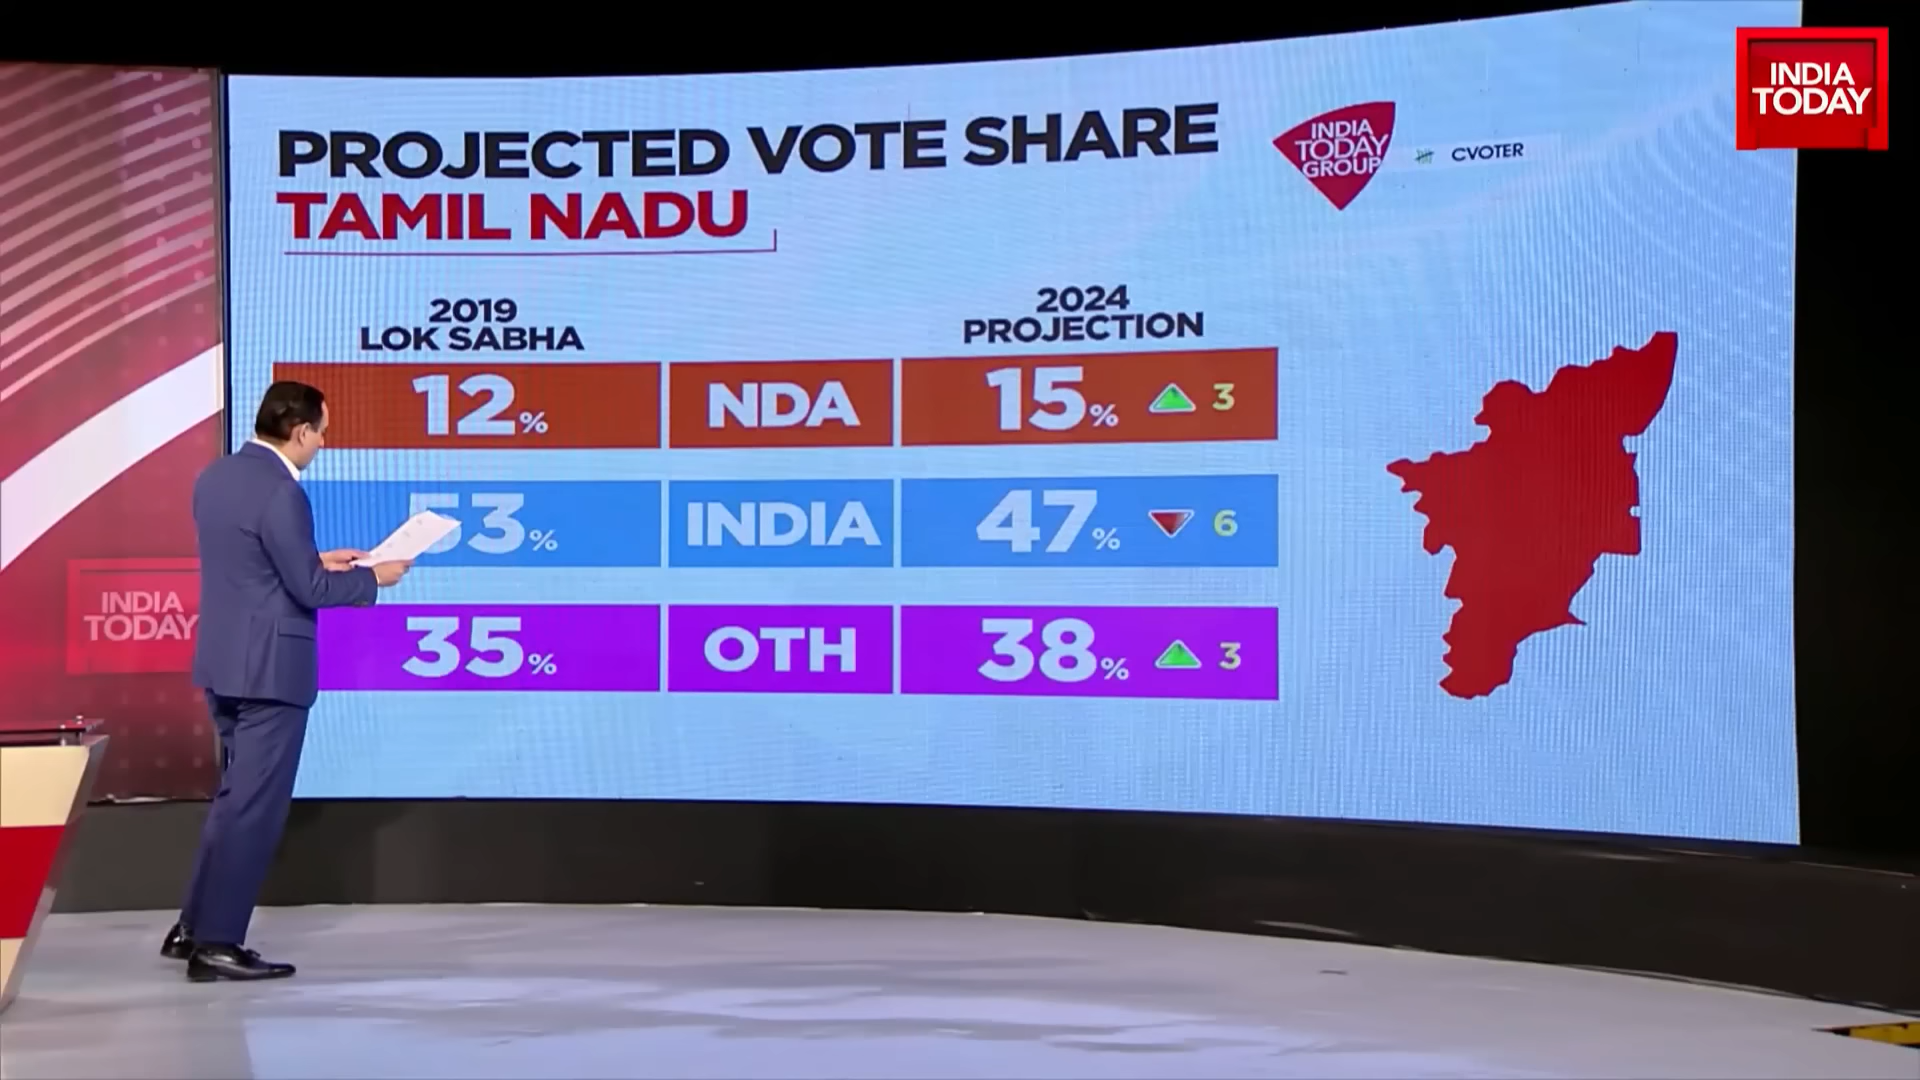 INDIA
TODAY
PROJECTED VOTE SHARE
TAMIL NADU
INDIA
TODAY
GROUP
CVOTER
2019
LOK SABHA
2024
PROJECTION
12% NDA 15% 3
53% INDIA 47% 6
35% OTH 38% 3
INDIA
TODAY